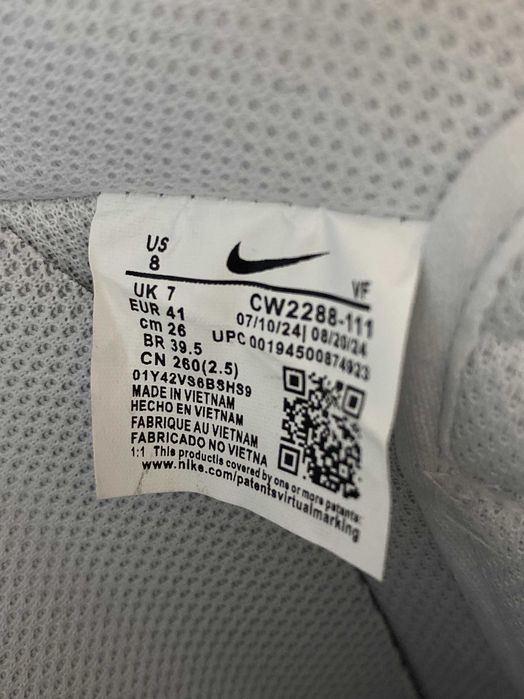 US
8
VF
UK 7
EUR 41
cm 26
BR 39.5
CN 260(2.5)
CW2288-111
07/10/24| 08/20/24
UPC 00194500874923
01Y42VS6BSHS9
MADE IN VIETNAM
HECHO EN VIETNAM
FABRIQUE AU VIETNAM
FABRICADO NO VIETNA
1:1 This productis covered by one or more patents:
www.nike.com/patentsvirtualmarking